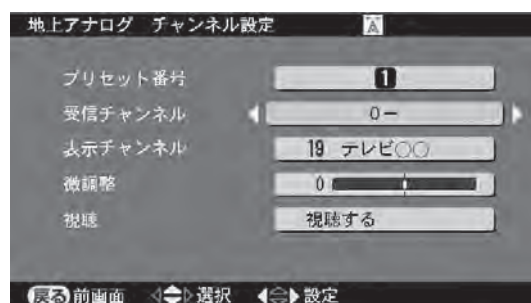 地上アナログ チャンネル設定 A
プリセット番号 1
受信チャンネル 0－
表示チャンネル 19 テレビ○○
微調整 0
視聴 視聴する
戻る 前画面 選択 設定